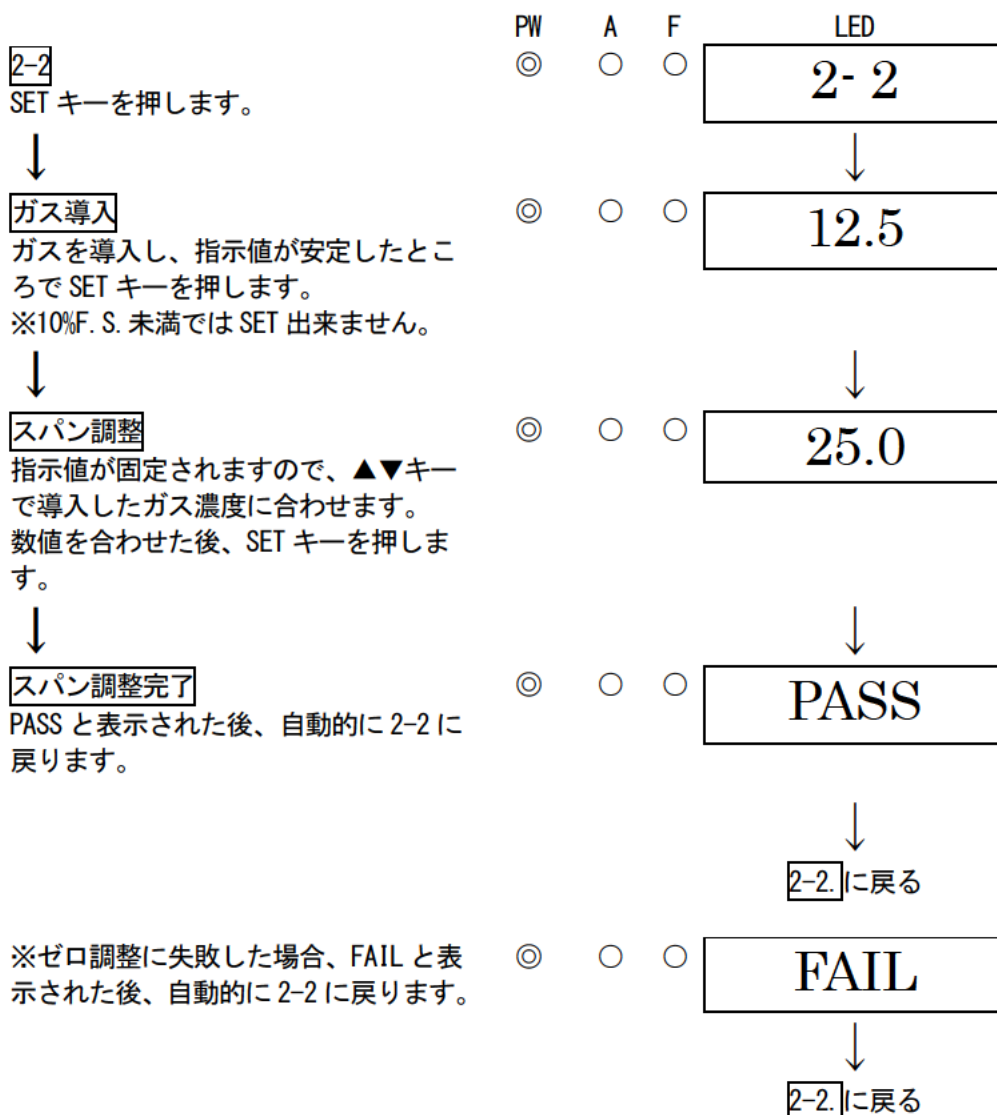 PW A F LED
2-2 ◎ ○ ○ 2- 2
SET キーを押します。
↓ ↓
ガス導入 ◎ ○ ○ 12.5
ガスを導入し、指示値が安定したとこ
ろで SET キーを押します。
※10%F.S.未満では SET 出来ません。
↓ ↓
スパン調整 ◎ ○ ○ 25.0
指示値が固定されますので、▲▼キー
で導入したガス濃度に合わせます。
数値を合わせた後、SET キーを押しま
す。
↓ ↓
スパン調整完了 ◎ ○ ○ PASS
PASS と表示された後、自動的に 2-2 に
戻ります。
↓
2-2.に戻る
※ゼロ調整に失敗した場合、FAIL と表 ◎ ○ ○ FAIL
示された後、自動的に 2-2 に戻ります。
↓
2-2.に戻る